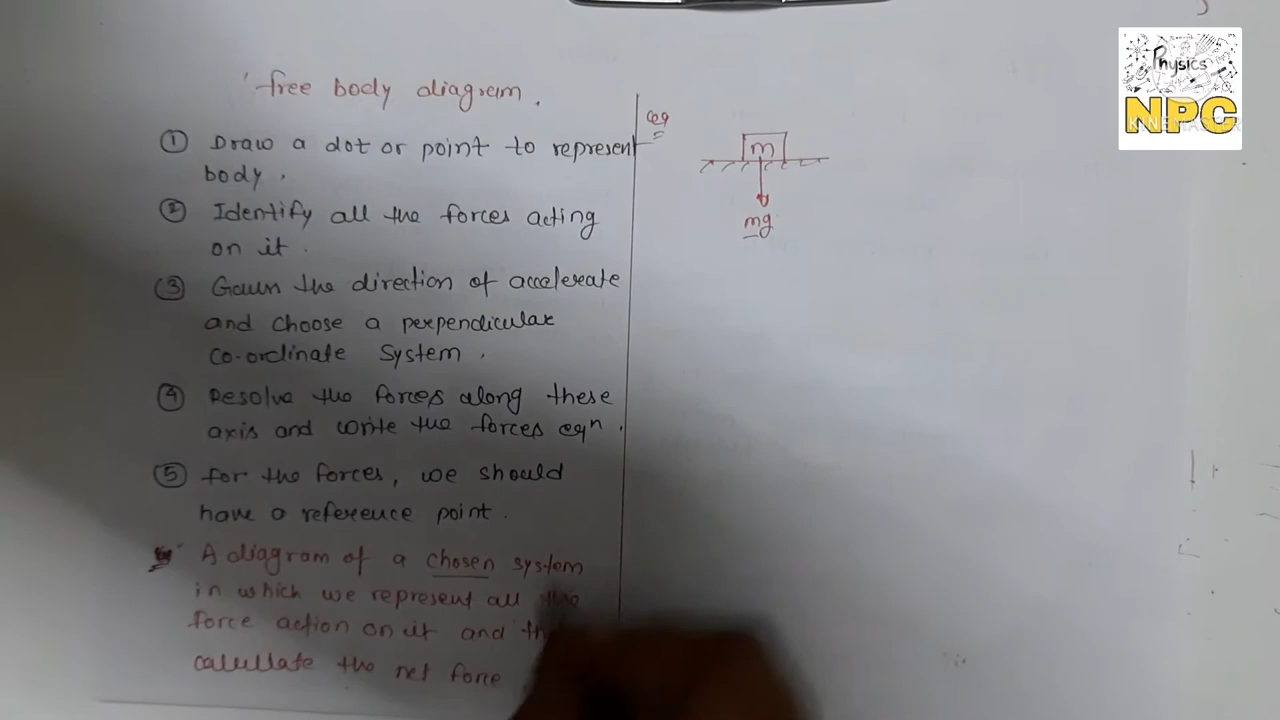 free body diagram.
① Draw a dot or point to represent
body.
② Identify all the forces acting
on it.
③ the direction of accelerate
and choose a perpendicular
co-ordinate system.
④ Resolve the forces along these
axis and write the forces eqⁿ.
⑤ for the forces, we should
have a reference point.
A diagram of a chosen system
in which we represent all the
force action on it and
calullate the net force
m
mg
Physics
NPC